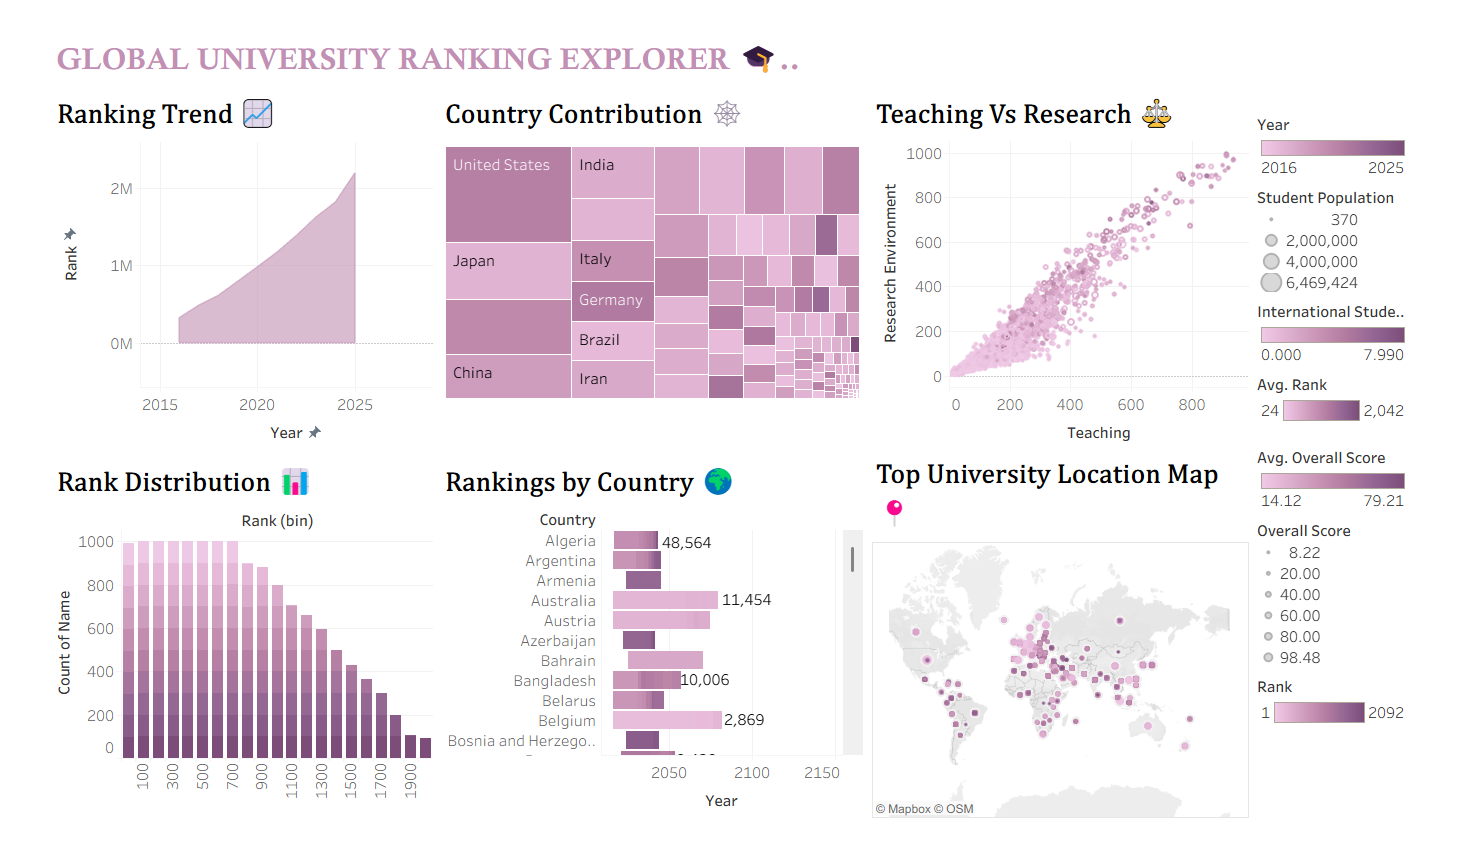 GLOBAL UNIVERSITY RANKING EXPLORER 🎓 ..
Ranking Trend
2M
1M
0M
Rank
2015 2020 2025
Year
Country Contribution
United States
Japan
China
India
Italy
Germany
Brazil
Iran
Teaching Vs Research
1000
800
600
400
200
0
Research Environment
0 200 400 600 800
Teaching
Year
2016 2025
Student Population
370
2,000,000
4,000,000
6,469,424
International Stude..
0.000 7.990
Avg. Rank
24 2,042
Avg. Overall Score
14.12 79.21
Overall Score
8.22
20.00
40.00
60.00
80.00
98.48
Rank
1 2092
Rank Distribution
Rank (bin)
1000
800
600
400
200
0
Count of Name
100 300 500 700 900 1100 1300 1500 1700 1900
Rankings by Country
Country
Algeria 48,564
Argentina
Armenia
Australia 11,454
Austria
Azerbaijan
Bahrain
Bangladesh 10,006
Belarus
Belgium 2,869
Bosnia and Herzego..
2050 2100 2150
Year
Top University Location Map
© Mapbox © OSM